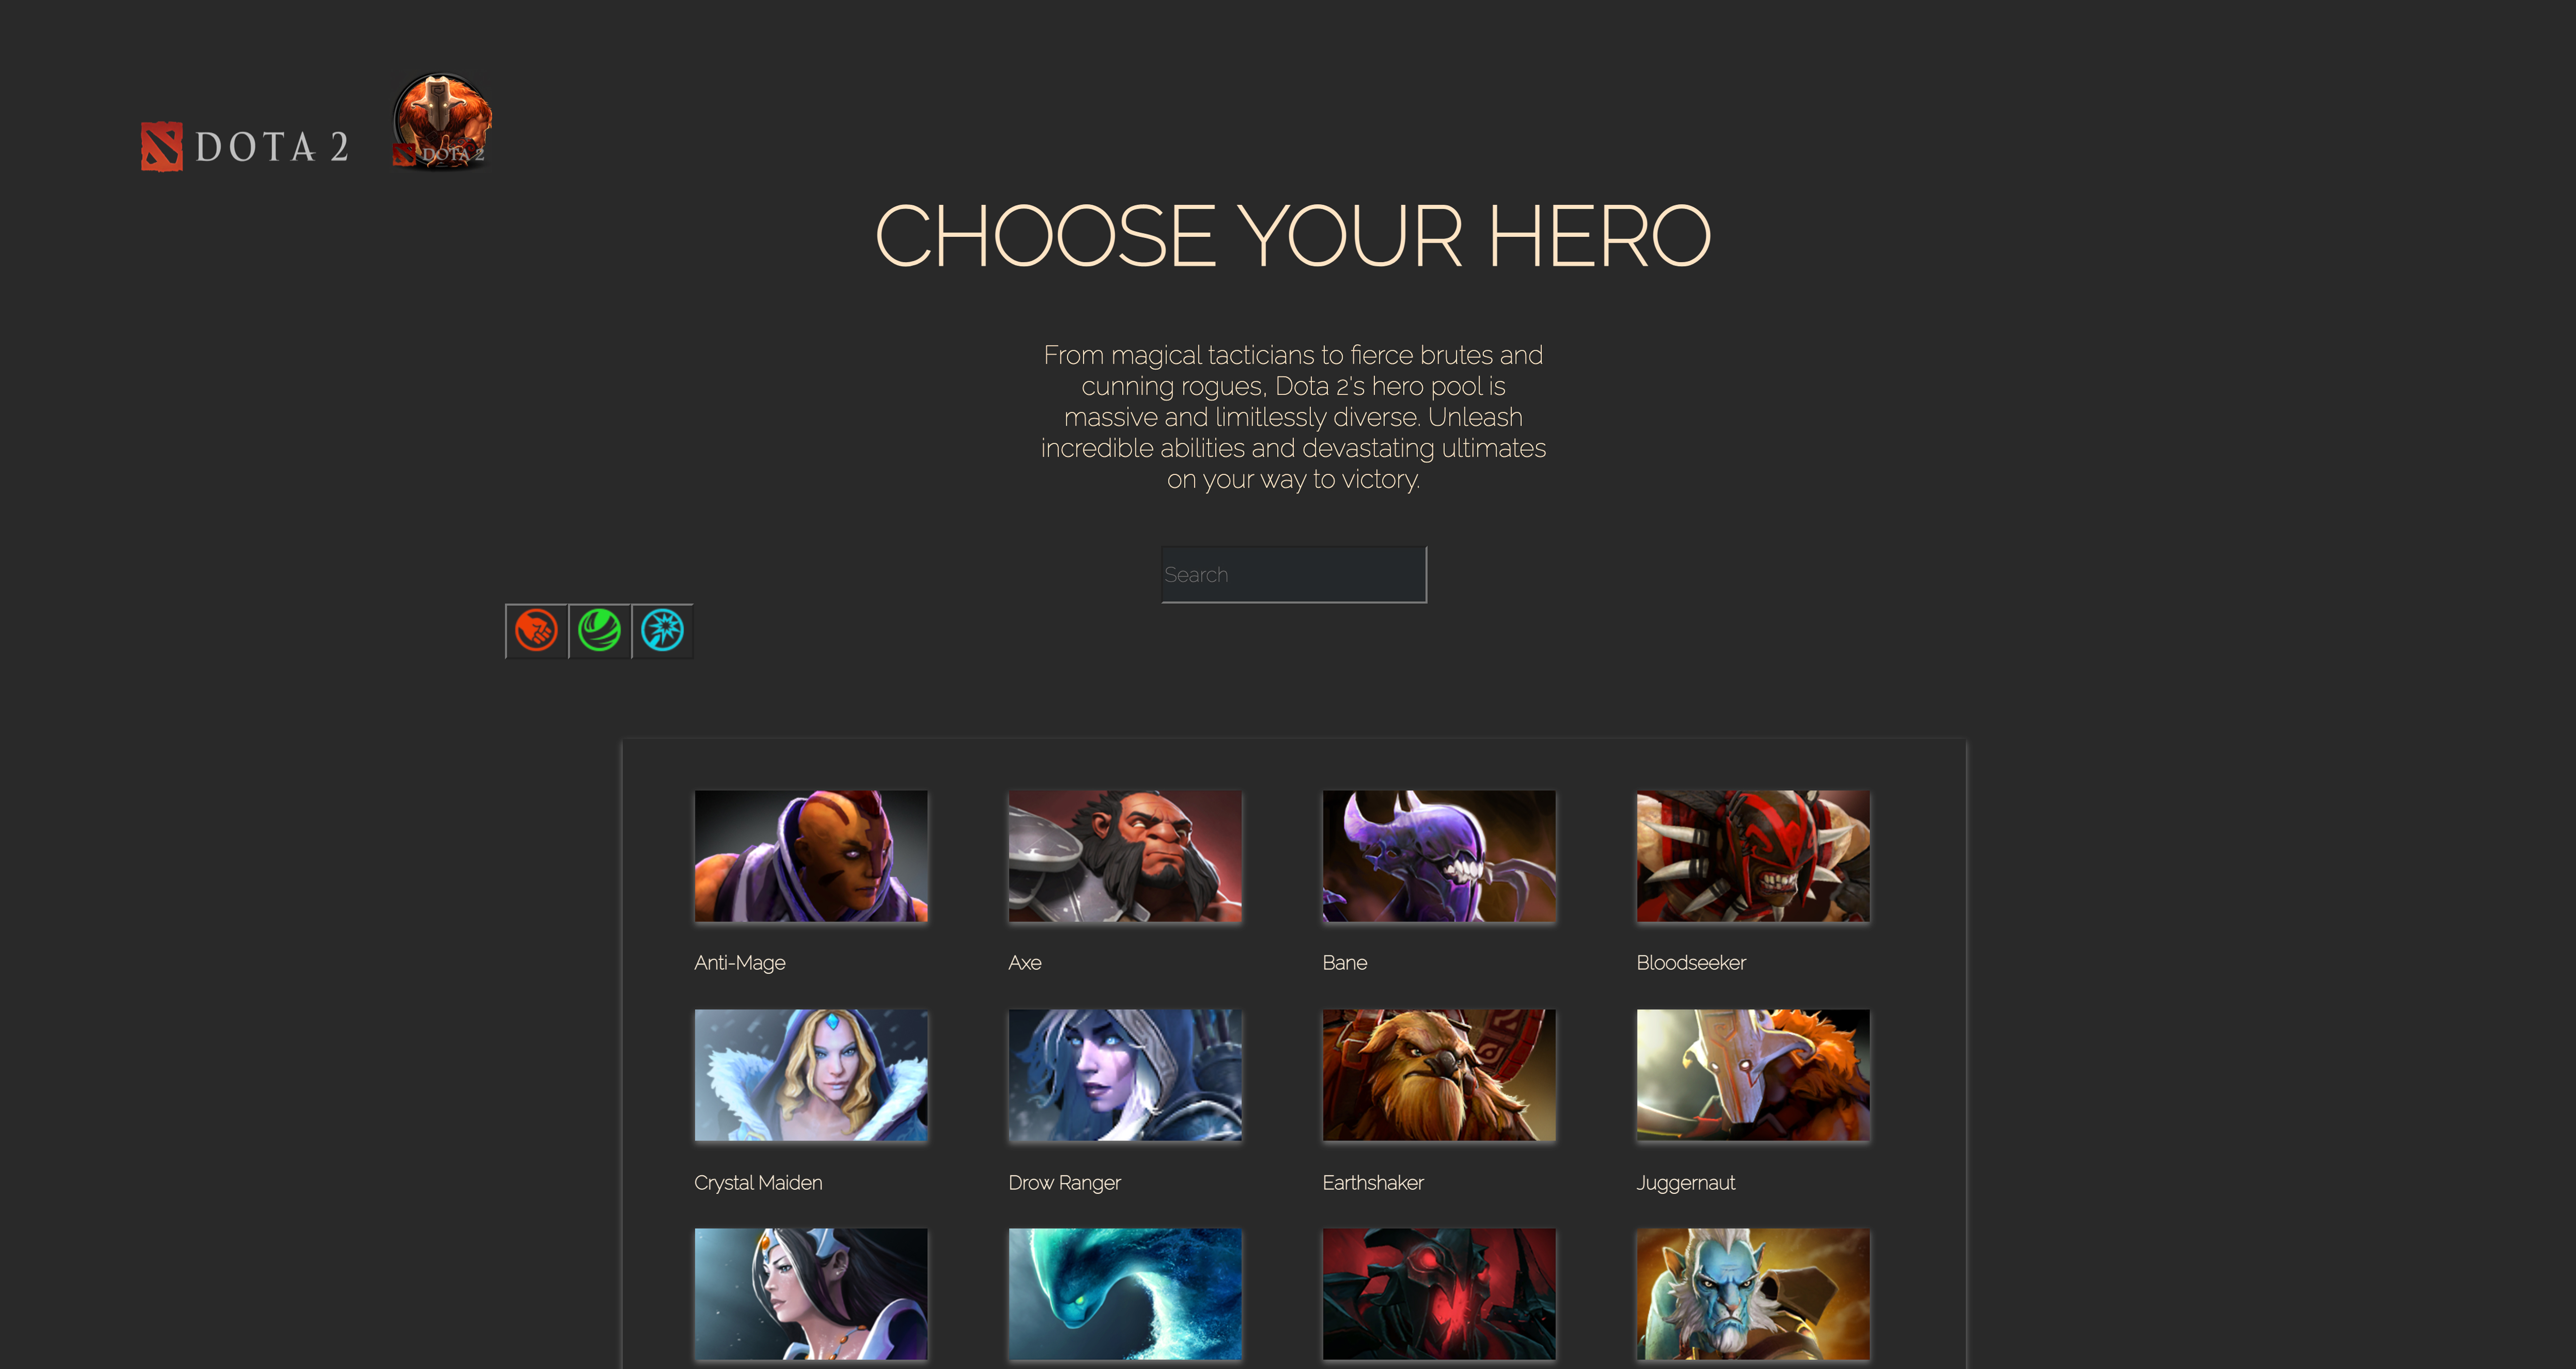 DOTA 2
DOTA 2
CHOOSE YOUR HERO
From magical tacticians to fierce brutes and
cunning rogues, Dota 2's hero pool is
massive and limitlessly diverse. Unleash
incredible abilities and devastating ultimates
on your way to victory.
Search
Anti-Mage
Axe
Bane
Bloodseeker
Crystal Maiden
Drow Ranger
Earthshaker
Juggernaut